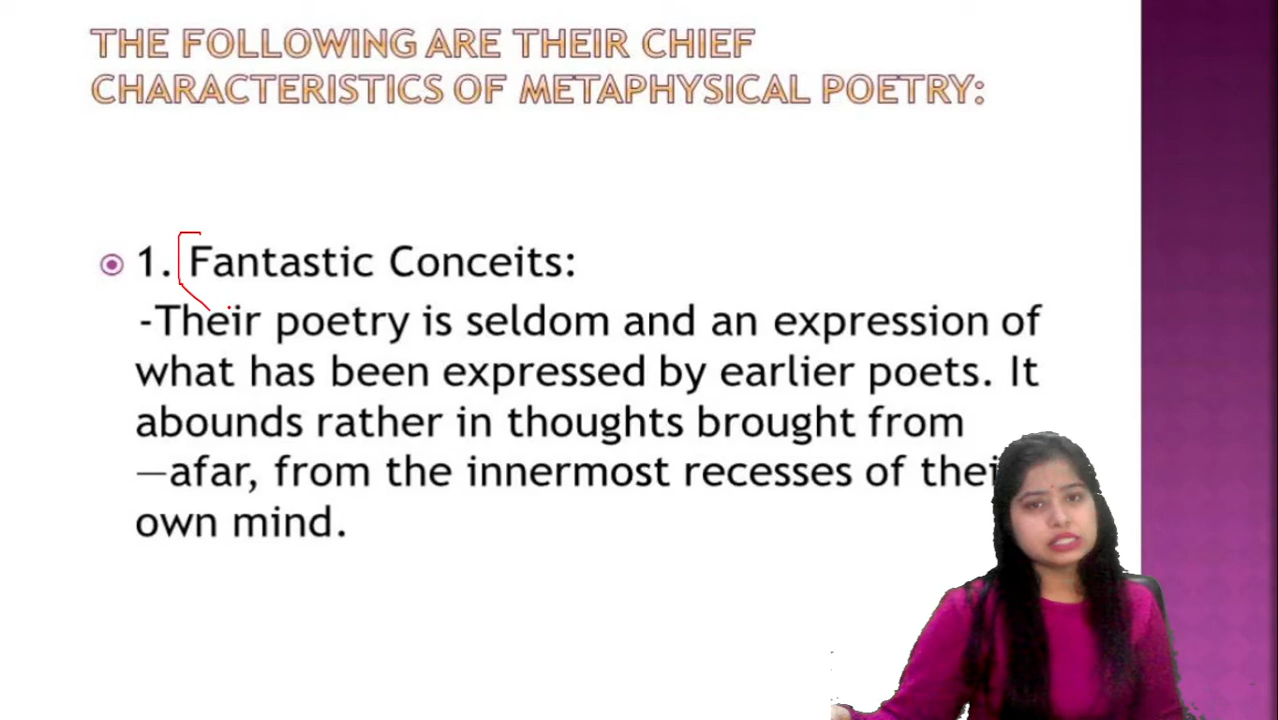 THE FOLLOWING ARE THEIR CHIEF
CHARACTERISTICS OF METAPHYSICAL POETRY:
1. Fantastic Conceits:
-Their poetry is seldom and an expression of
what has been expressed by earlier poets. It
abounds rather in thoughts brought from
—afar, from the innermost recesses of thei
own mind.